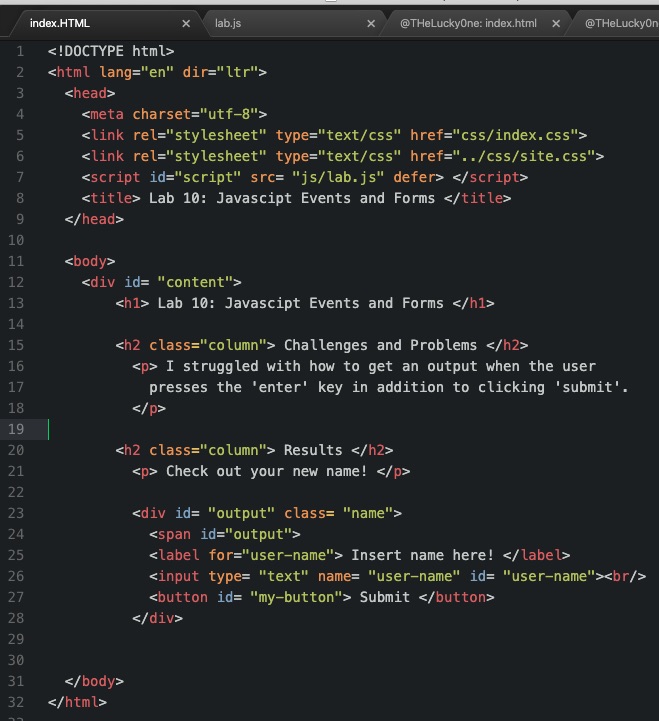 index.HTML × lab.js × @THeLucky0ne: index.html × @THeLucky0n
1 <!DOCTYPE html>
2 <html lang="en" dir="ltr">
3 <head>
4 <meta charset="utf-8">
5 <link rel="stylesheet" type="text/css" href="css/index.css">
6 <link rel="stylesheet" type="text/css" href="../css/site.css">
7 <script id="script" src= "js/lab.js" defer> </script>
8 <title> Lab 10: Javascipt Events and Forms </title>
9 </head>
10
11 <body>
12 <div id= "content">
13 <h1> Lab 10: Javascipt Events and Forms </h1>
14
15 <h2 class="column"> Challenges and Problems </h2>
16 <p> I struggled with how to get an output when the user
17 presses the 'enter' key in addition to clicking 'submit'.
18 </p>
19
20 <h2 class="column"> Results </h2>
21 <p> Check out your new name! </p>
22
23 <div id= "output" class= "name">
24 <span id="output">
25 <label for="user-name"> Insert name here! </label>
26 <input type= "text" name= "user-name" id= "user-name"><br/>
27 <button id= "my-button"> Submit </button>
28 </div>
29
30
31 </body>
32 </html>